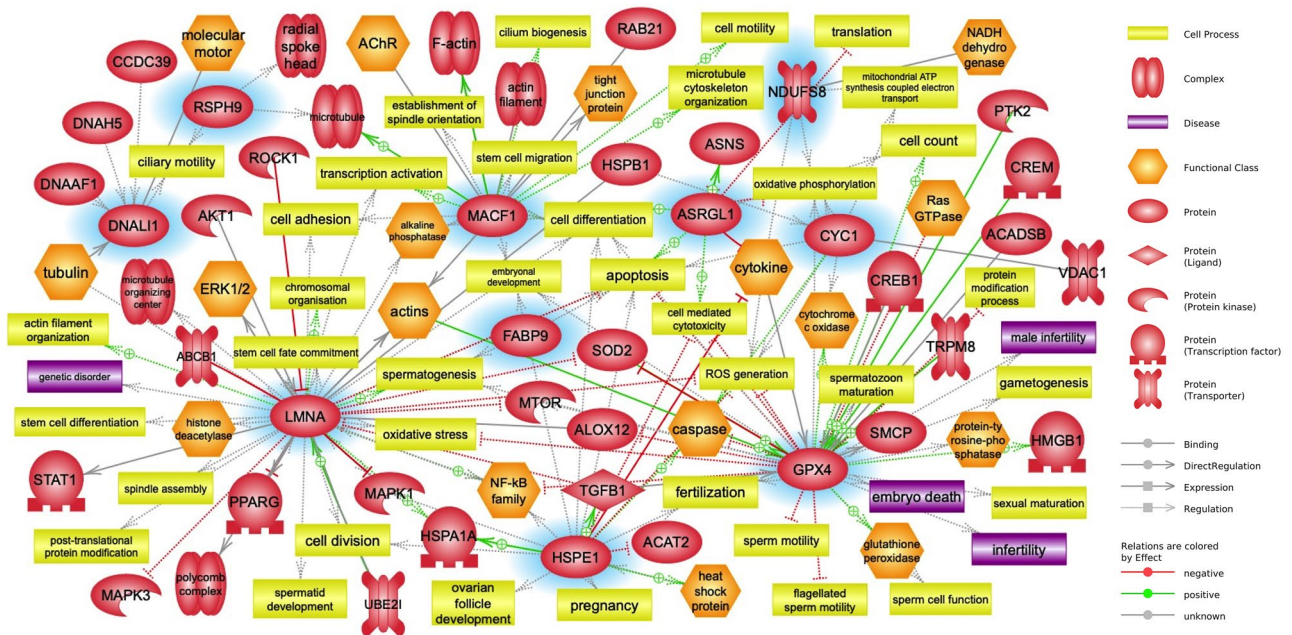 molecular
motor
radial
spoke
head
CCDC39
RSPH9
DNAH5
microtubule
ciliary motility
DNAAF1
DNALI1
tubulin
AChR
F-actin
cilium biogenesis
RAB21
cell motility
translation
NADH
dehydro
genase
actin
filament
tight
junction
protein
microtubule
cytoskeleton
organization
NDUFS8
mitochondrial ATP
synthesis coupled electron
transport
PTK2
establishment of
spindle orientation
ROCK1
transcription activation
stem cell migration
HSPB1
ASNS
cell count
CREM
oxidative phosphorylation
Ras
GTPase
AKT1
cell adhesion
alkaline
phosphatase
MACF1
cell differentiation
ASRGL1
CYC1
ACADSB
VDAC1
microtubule
organizing
center
ERK1/2
chromosomal
organisation
embryonal
development
apoptosis
cytokine
CREB1
protein
modification
process
actin filament
organization
ABCB1
stem cell fate commitment
actins
FABP9
SOD2
cell mediated
cytotoxicity
cytochrome
c oxidase
TRPM8
male infertility
genetic disorder
spermatogenesis
ROS generation
spermatozoon
maturation
gametogenesis
stem cell differentiation
histone
deacetylase
LMNA
MTOR
ALOX12
oxidative stress
caspase
SMCP
protein-ty
rosine-pho
sphatase
HMGB1
STAT1
spindle assembly
PPARG
MAPK1
NF-kB
family
TGFB1
fertilization
GPX4
embryo death
sexual maturation
post-translational
protein modification
cell division
HSPA1A
HSPE1
ACAT2
sperm motility
glutathione
peroxidase
infertility
MAPK3
polycomb
complex
spermatid
development
UBE2I
ovarian
follicle
development
pregnancy
heat
shock
protein
flagellated
sperm motility
sperm cell function
Cell Process
Complex
Disease
Functional Class
Protein
Protein
(Ligand)
Protein
(Protein kinase)
Protein
(Transcription factor)
Protein
(Transporter)
Binding
DirectRegulation
Expression
Regulation
Relations are colored
by Effect
negative
positive
unknown